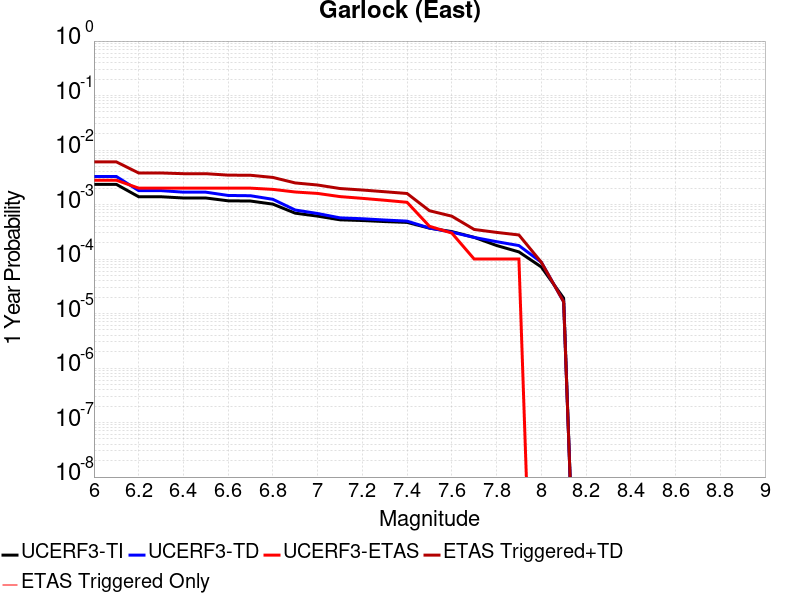 Garlock (East)
10 0
10 -1
10 -2
10 -3
10 -4
10 -5
10 -6
10 -7
10 -8
1 Year Probability
6 6.2 6.4 6.6 6.8 7 7.2 7.4 7.6 7.8 8 8.2 8.4 8.6 8.8 9
Magnitude
UCERF3-TI UCERF3-TD UCERF3-ETAS ETAS Triggered+TD
ETAS Triggered Only